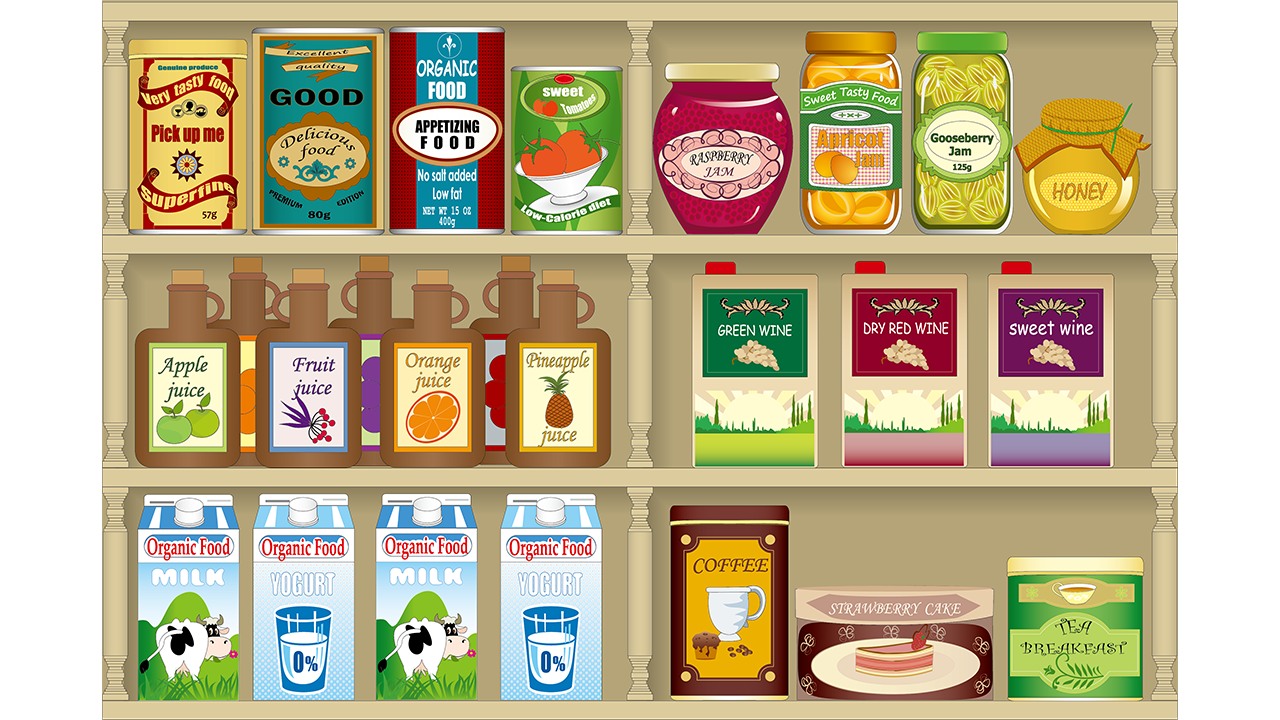 Genuine produce
Very tasty food
Pick up me
Superfine
57g
Excellent
quality
GOOD
Delicious
food
PREMIUM EDITION
80g
ORGANIC
FOOD
APPETIZING
FOOD
No salt added
Low fat
NET WT 15 OZ
400g
sweet
Tomatoes
Low-Calorie diet
RASPBERRY
JAM
Sweet Tasty Food
Apricot
Jam
Gooseberry
Jam
125g
HONEY
Apple
juice
Fruit
juice
Orange
juice
Pineapple
juice
GREEN WINE
DRY RED WINE
sweet wine
Organic Food
MILK
Organic Food
YOGURT
0%
Organic Food
MILK
Organic Food
YOGURT
0%
COFFEE
STRAWBERRY CAKE
TEA
BREAKFAST